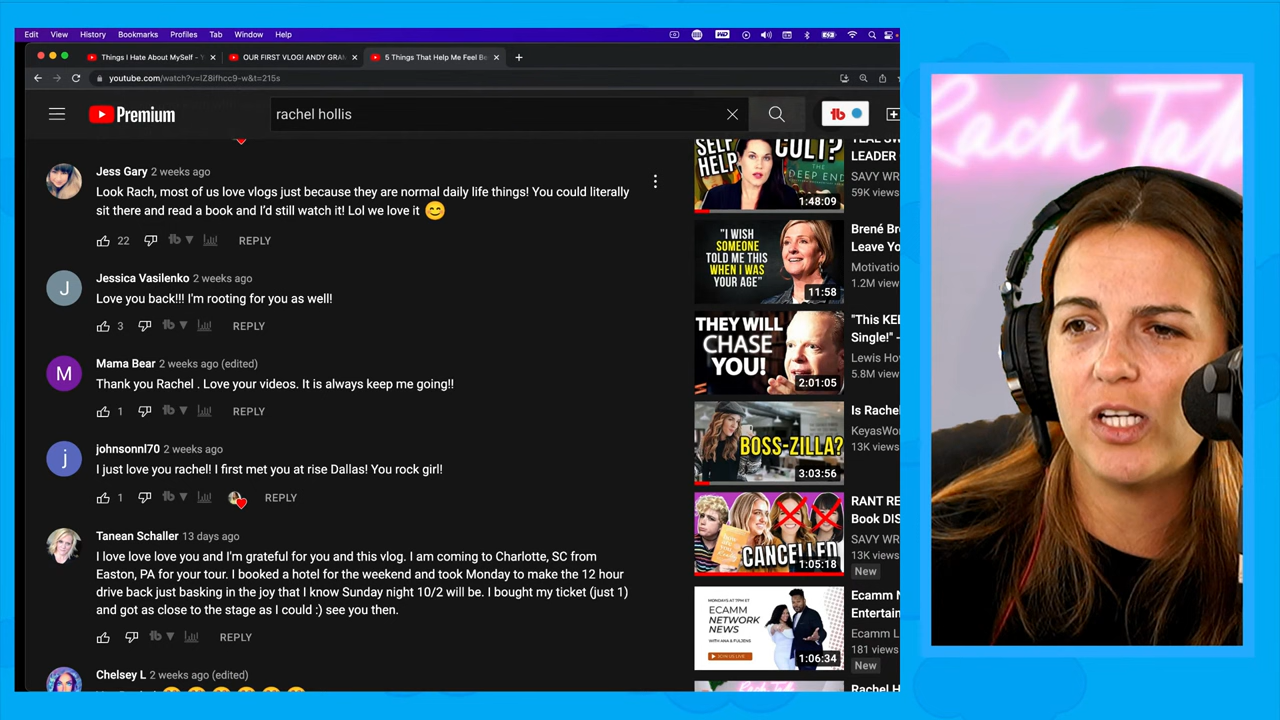 Edit View History Bookmarks Profiles Tab Window Help
Things I Hate About MySelf - OUR FIRST VLOG! ANDY GRA 5 Things That Help Me Feel Be
youtube.com/watch?v=IZ8ifhcc9-w&t=215s
Premium
rachel hollis
Jess Gary 2 weeks ago
Look Rach, most of us love vlogs just because they are normal daily life things! You could literally
sit there and read a book and I'd still watch it! Lol we love it 😊
22 REPLY
Jessica Vasilenko 2 weeks ago
J
Love you back!!! I'm rooting for you as well!
3 REPLY
Mama Bear 2 weeks ago (edited)
M
Thank you Rachel . Love your videos. It is always keep me going!!
1 REPLY
johnsonnl70 2 weeks ago
j
I just love you rachel! I first met you at rise Dallas! You rock girl!
1 REPLY
Tanean Schaller 13 days ago
I love love love you and I'm grateful for you and this vlog. I am coming to Charlotte, SC from
Easton, PA for your tour. I booked a hotel for the weekend and took Monday to make the 12 hour
drive back just basking in the joy that I know Sunday night 10/2 will be. I bought my ticket (just 1)
and got as close to the stage as I could :) see you then.
REPLY
Chelsey L 2 weeks ago (edited)
SELF HELP CULT?
THE DEEP END
1:48:09
LEADER
SAVY WR
59K views
"I WISH
SOMEONE
TOLD ME THIS
WHEN I WAS
YOUR AGE"
11:58
Brené Br
Leave Yo
Motivation
1.2M views
THEY WILL
CHASE
YOU!
2:01:05
"This KE
Single!" -
Lewis Ho
5.8M view
BOSS-ZILLA?
3:03:56
Is Rachel
KeyasWor
13K views
CANCELLED
1:05:18
RANT RE
Book DIS
SAVY WR
13K views
New
MONDAYS AT 7PM ET
ECAMM
NETWORK
NEWS
WITH ANA & FULTENS
1:06:34
Ecamm N
Entertain
Ecamm L
181 views
New
Rachel H
Rach Tal